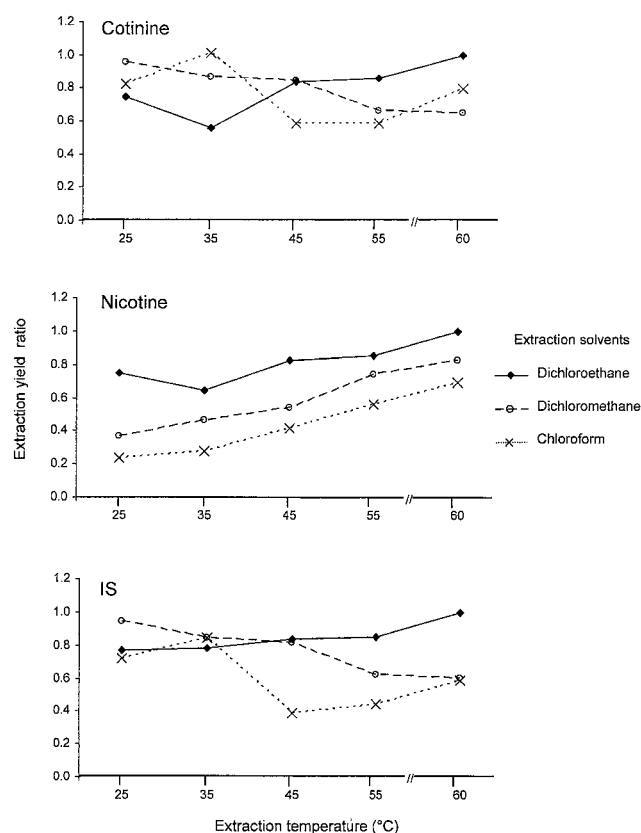 Cotinine
1.2
1.0
0.8
0.6
0.4
0.2
0.0
25 35 45 55 // 60
Nicotine
1.2
1.0
0.8
0.6
0.4
0.2
0.0
25 35 45 55 // 60
Extraction yield ratio
Extraction solvents
Dichloroethane
Dichloromethane
Chloroform
IS
1.2
1.0
0.8
0.6
0.4
0.2
0.0
25 35 45 55 // 60
Extraction temperature (°C)